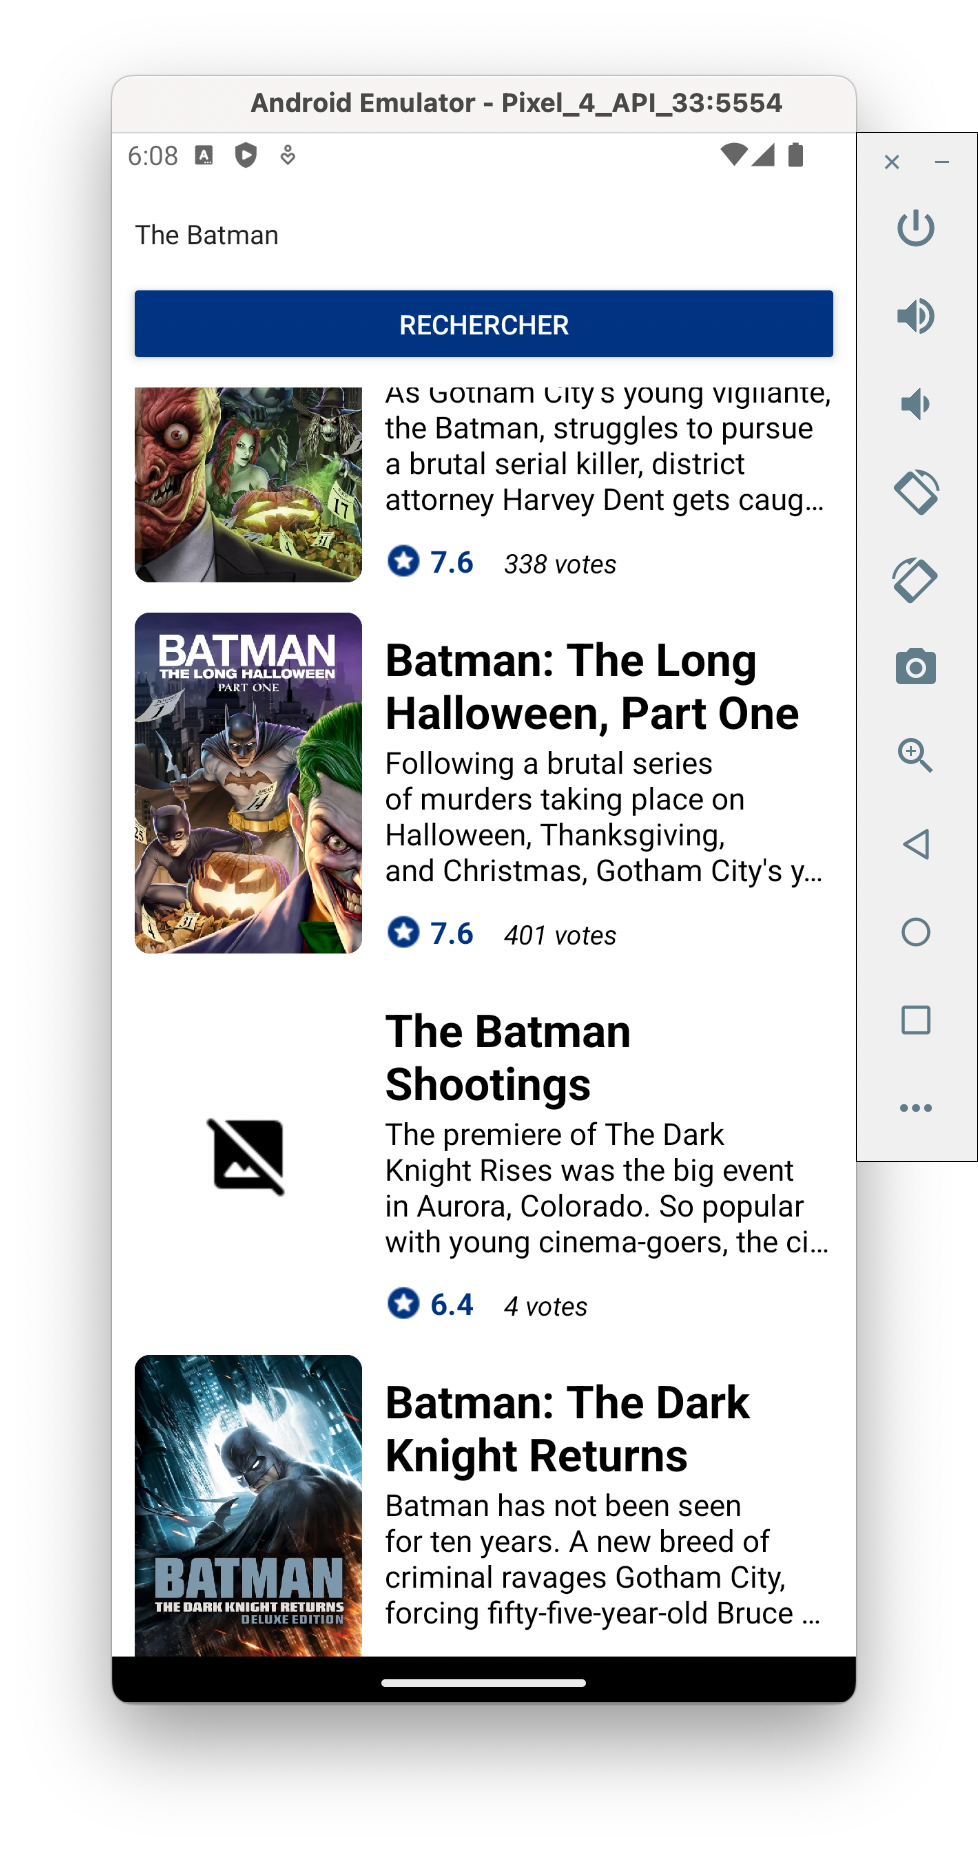 Android Emulator - Pixel_4_API_33:5554
6:08
The Batman
RECHERCHER
As Gotham City's young vigilante,
the Batman, struggles to pursue
a brutal serial killer, district
attorney Harvey Dent gets caug...
17
31
7.6 338 votes
BATMAN
THE LONG HALLOWEEN
PART ONE
1
14
25
31
Batman: The Long
Halloween, Part One
Following a brutal series
of murders taking place on
Halloween, Thanksgiving,
and Christmas, Gotham City's y...
7.6 401 votes
The Batman
Shootings
The premiere of The Dark
Knight Rises was the big event
in Aurora, Colorado. So popular
with young cinema-goers, the ci...
6.4 4 votes
BATMAN
THE DARK KNIGHT RETURNS
DELUXE EDITION
Batman: The Dark
Knight Returns
Batman has not been seen
for ten years. A new breed of
criminal ravages Gotham City,
forcing fifty-five-year-old Bruce ...